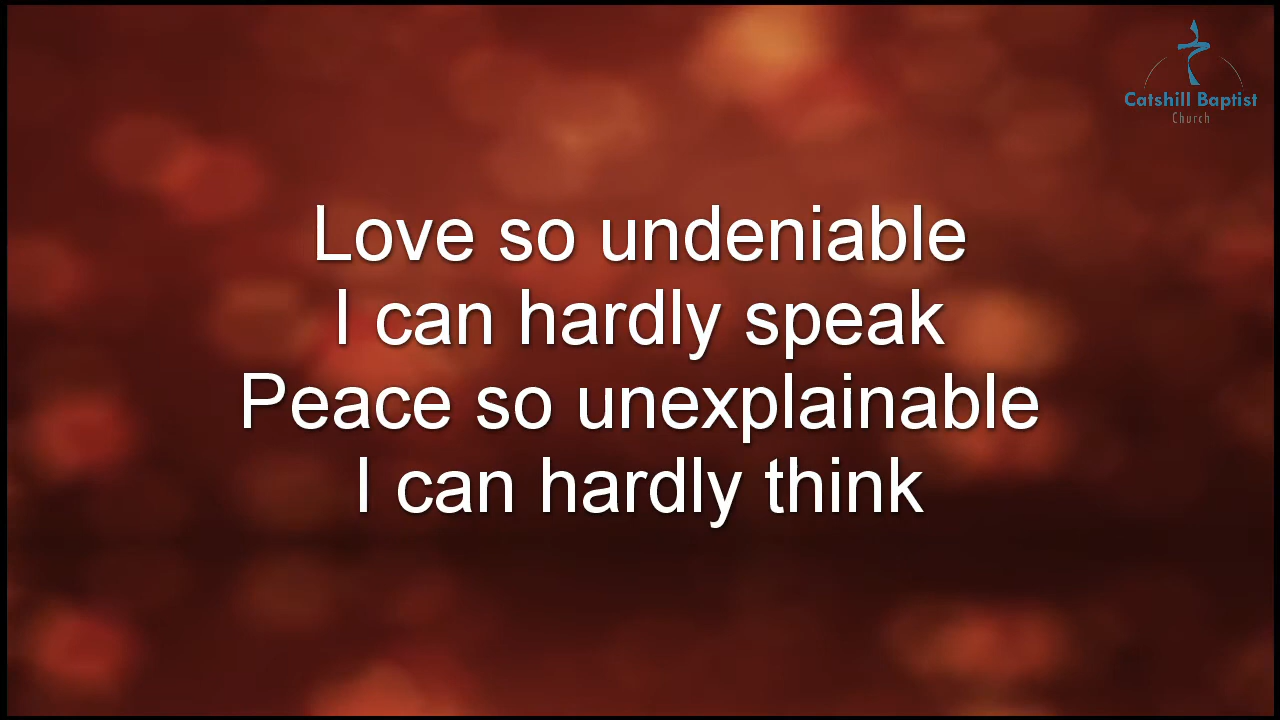 Catshill Baptist
Church
Love so undeniable
I can hardly speak
Peace so unexplainable
I can hardly think